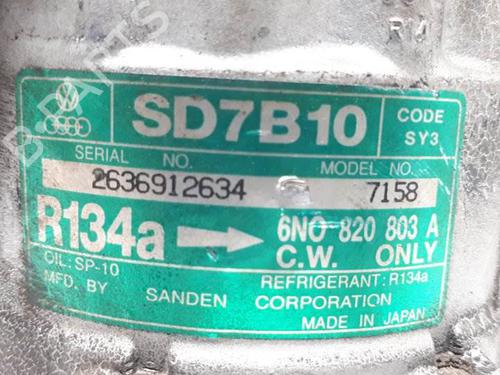 B-PARTS
SD7B10
CODE
SY3
SERIAL NO.
MODEL NO.
2636912634
7158
R134a
6N0 820 803 A
C.W. ONLY
OIL:SP-10
REFRIGERANT:R134a
MFD. BY
SANDEN CORPORATION
MADE IN JAPAN